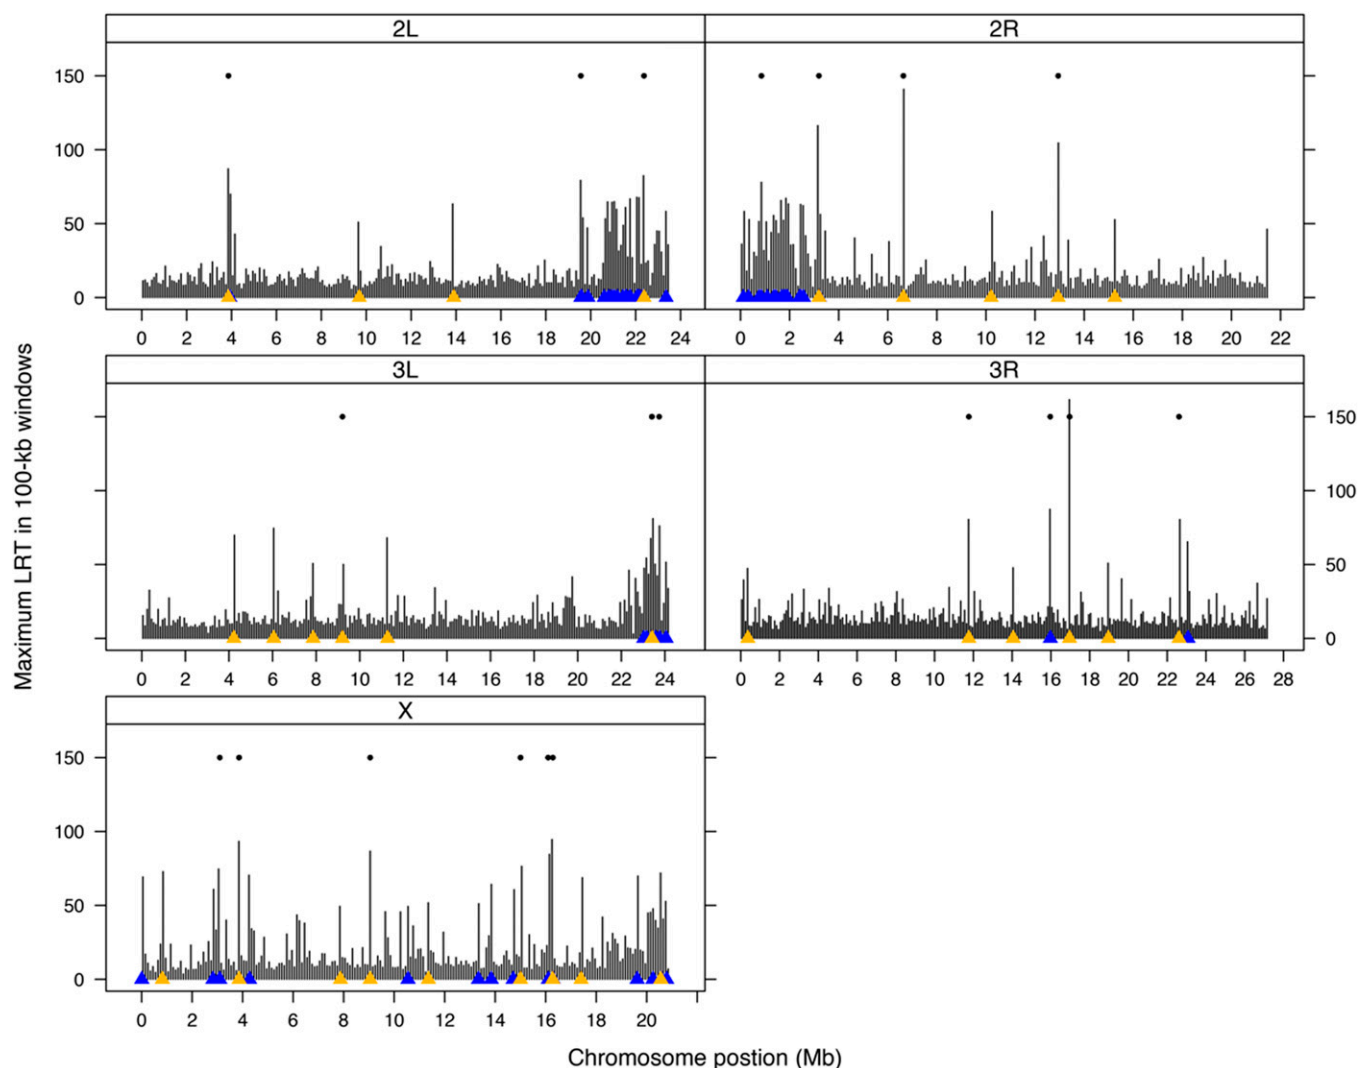 2L 2R
150
100
50
0
0 2 4 6 8 10 12 14 16 18 20 22 24 0 2 4 6 8 10 12 14 16 18 20 22
3L 3R
150
100
50
0
0 2 4 6 8 10 12 14 16 18 20 22 24 0 2 4 6 8 10 12 14 16 18 20 22 24 26 28
Maximum LRT in 100-kb windows
X
150
100
50
0
0 2 4 6 8 10 12 14 16 18 20
Chromosome postion (Mb)